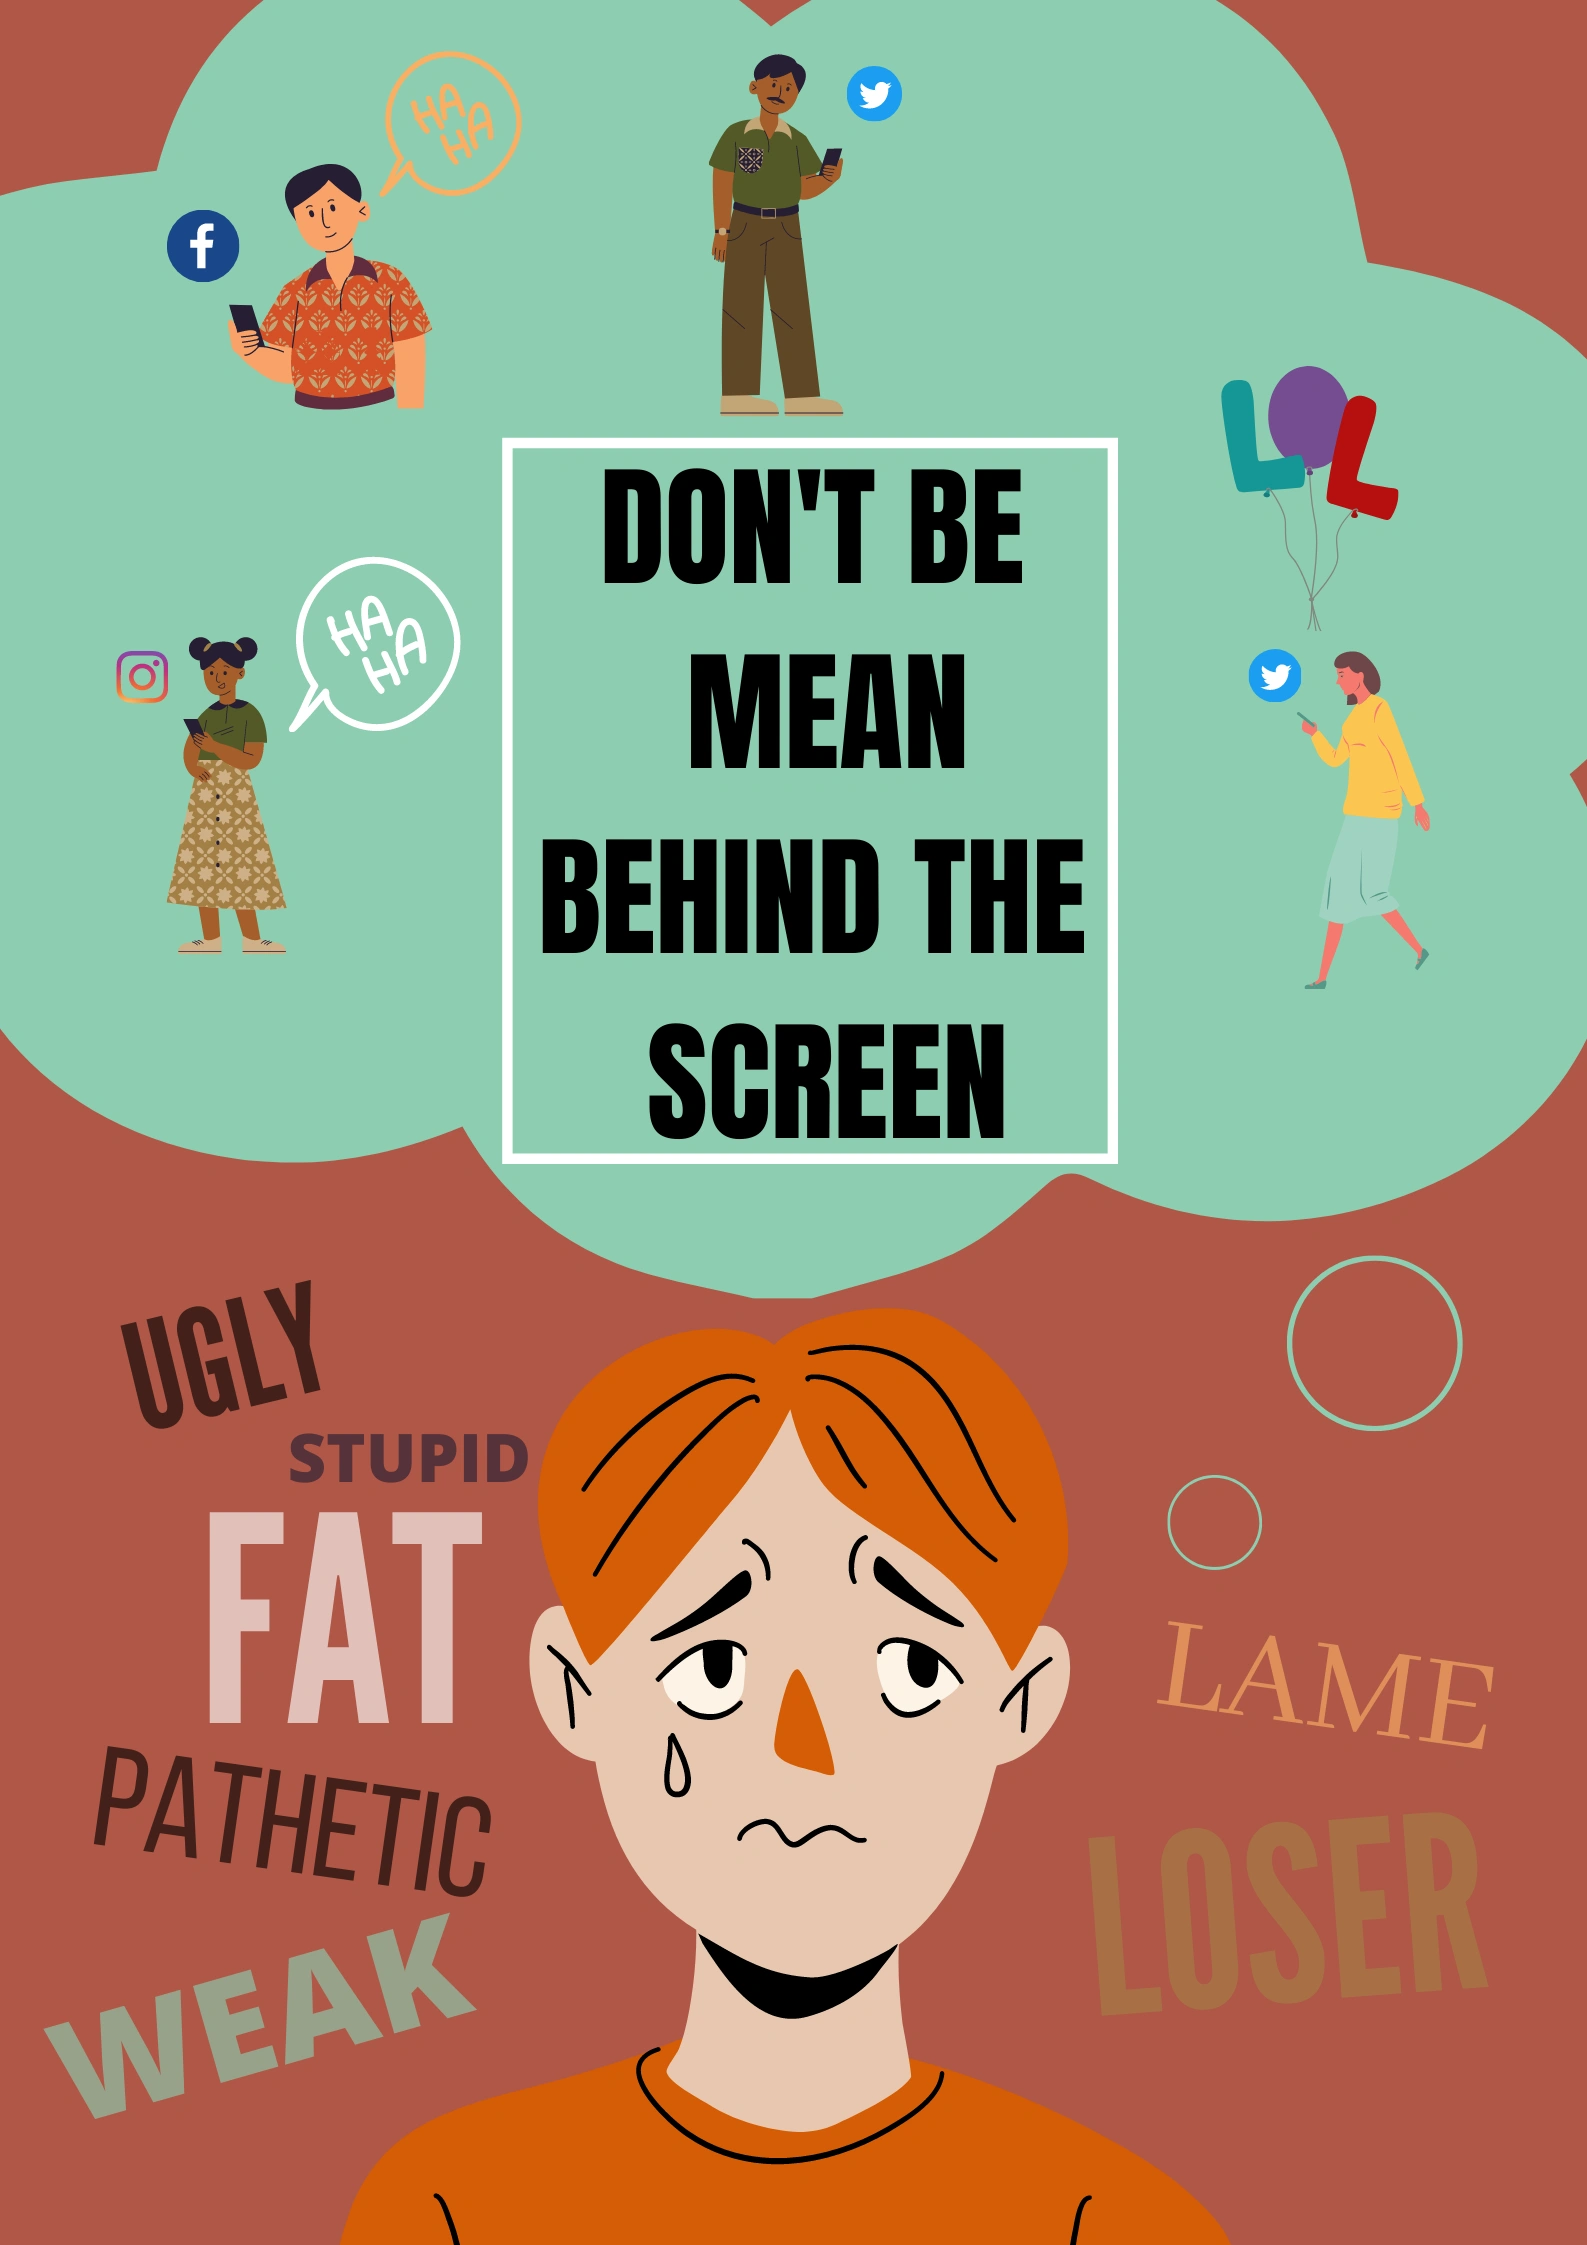 HA
HA
DON'T BE
MEAN
BEHIND THE
SCREEN
LOL
HA
HA
UGLY
STUPID
FAT
PATHETIC
WEAK
LAME
LOSER